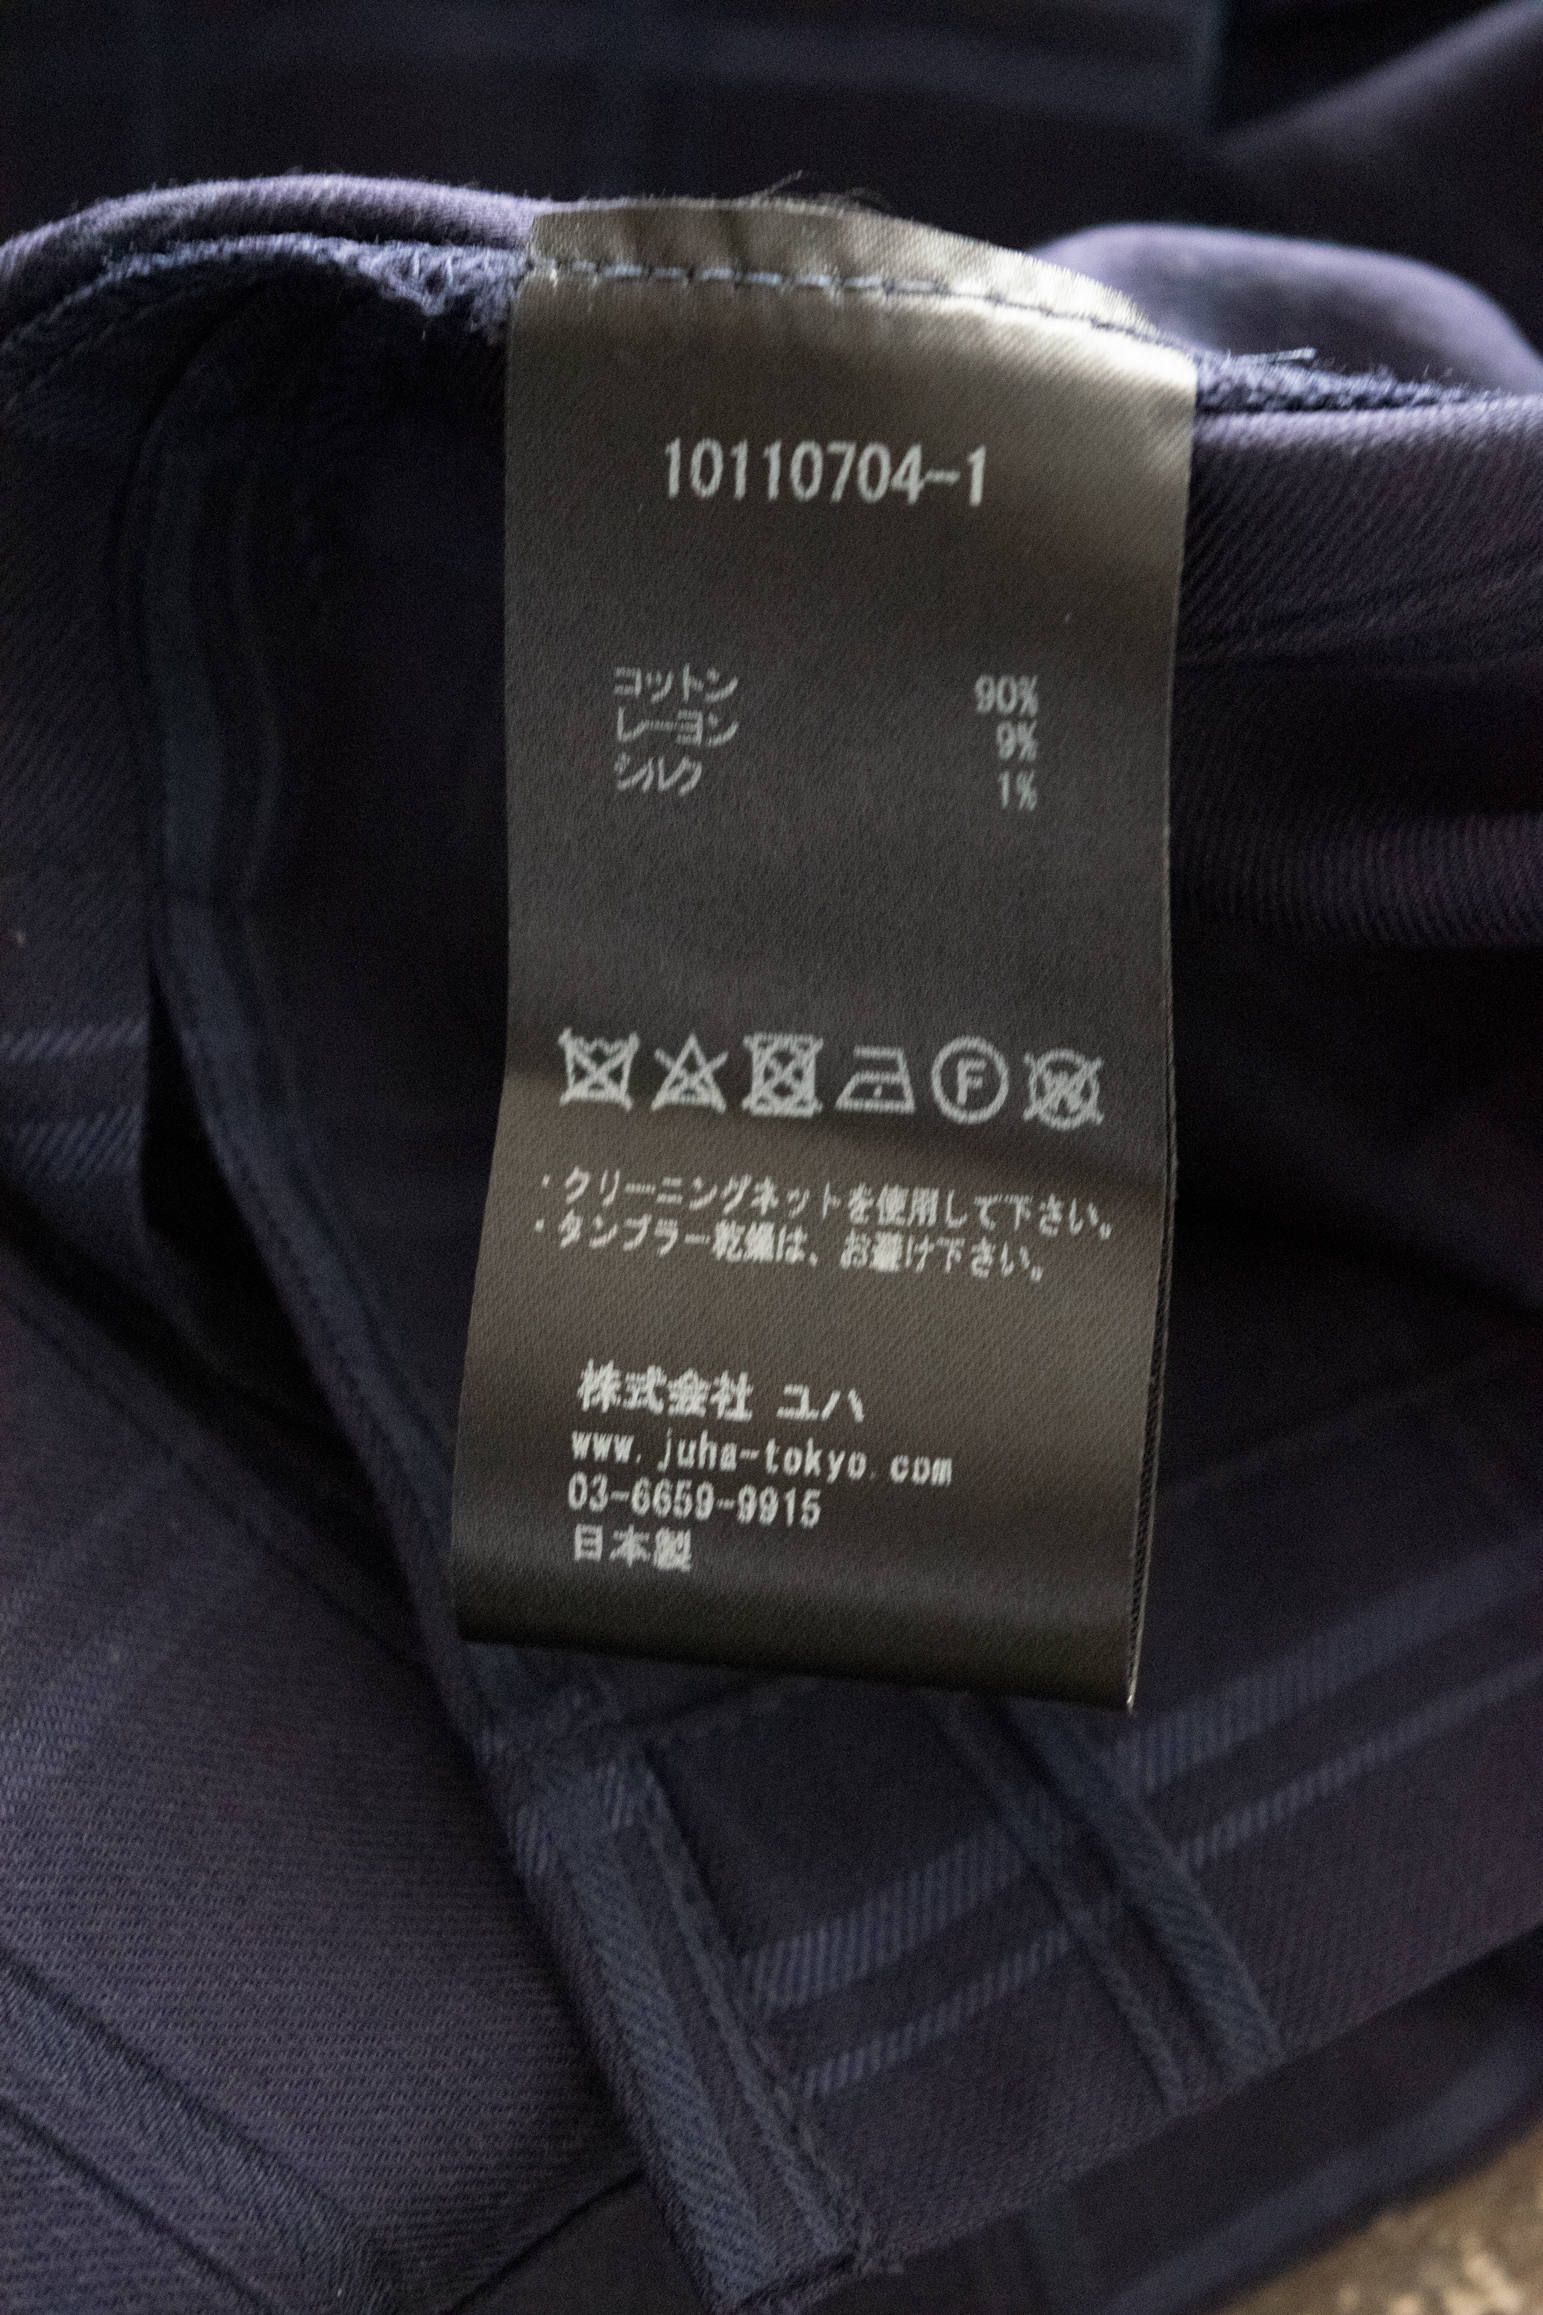 10110704-1
コットン 90%
レーヨン 9%
シルク 1%
F
W
・クリーニングネットを使用して下さい。
・タンブラー乾燥は、お避け下さい。
株式会社 ユハ
www.juha-tokyo.com
03-6659-9915
日本製